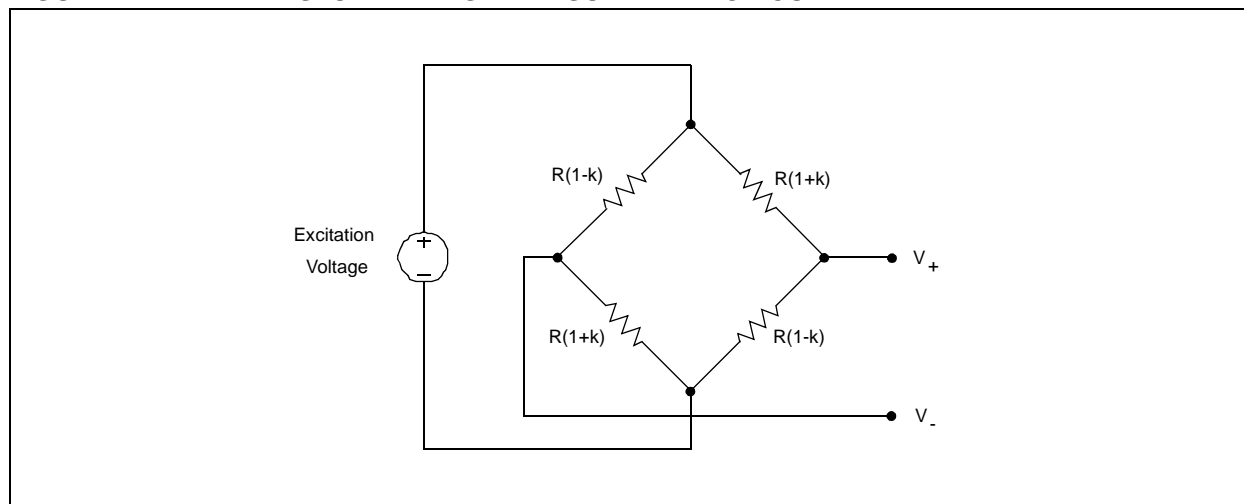 R(1-k)
R(1+k)
Excitation
Voltage
+
−
V+
R(1+k)
R(1-k)
V-